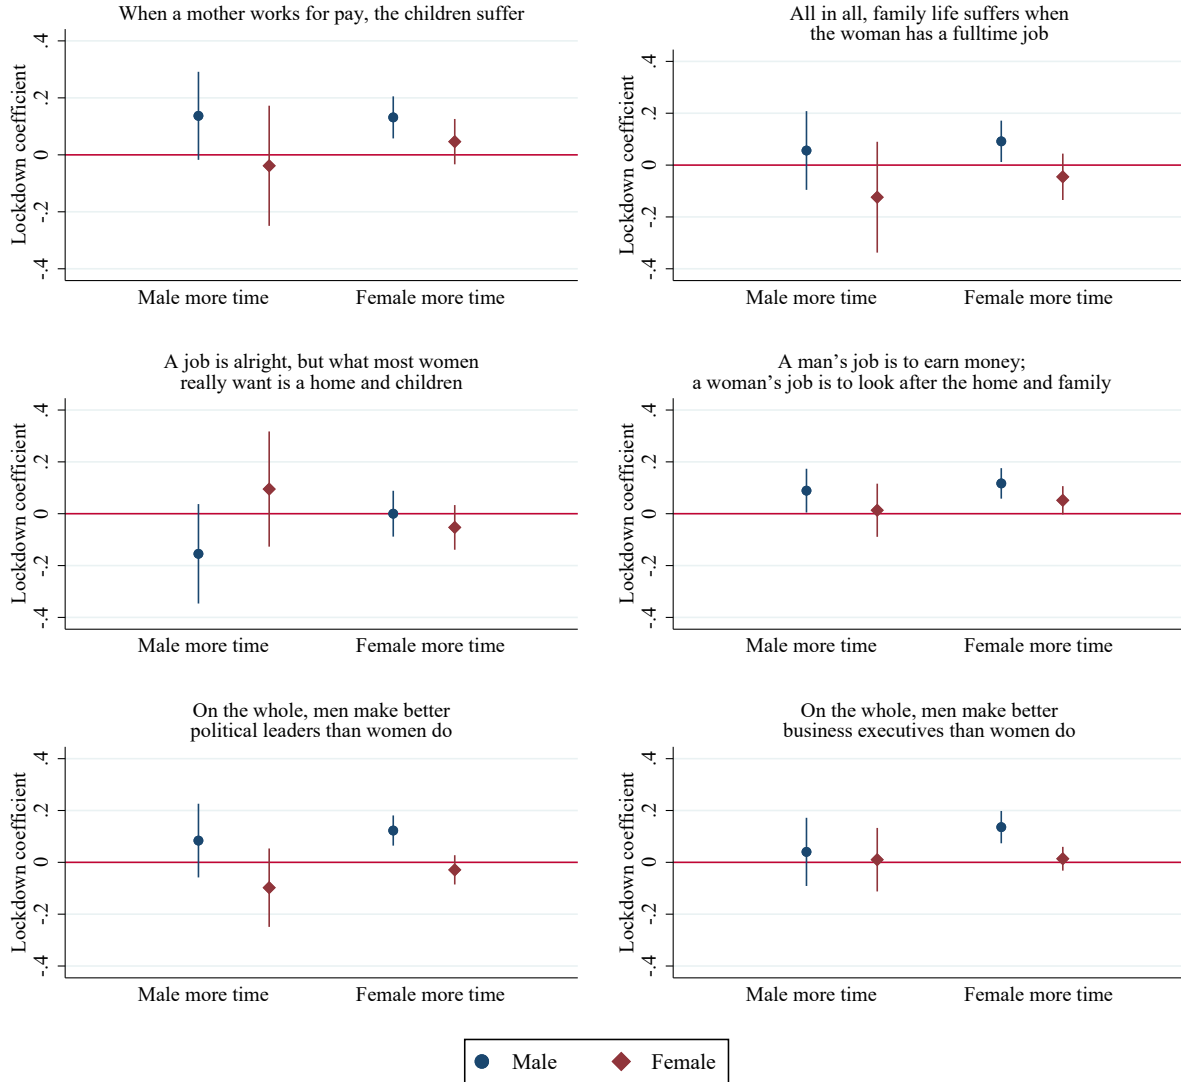 When a mother works for pay, the children suffer
Lockdown coefficient
.4
.2
0
-.2
-.4
Male more time
Female more time
All in all, family life suffers when
the woman has a fulltime job
Lockdown coefficient
.4
.2
0
-.2
-.4
Male more time
Female more time
A job is alright, but what most women
really want is a home and children
Lockdown coefficient
.4
.2
0
-.2
-.4
Male more time
Female more time
A man’s job is to earn money;
a woman’s job is to look after the home and family
Lockdown coefficient
.4
.2
0
-.2
-.4
Male more time
Female more time
On the whole, men make better
political leaders than women do
Lockdown coefficient
.4
.2
0
-.2
-.4
Male more time
Female more time
On the whole, men make better
business executives than women do
Lockdown coefficient
.4
.2
0
-.2
-.4
Male more time
Female more time
Male
Female